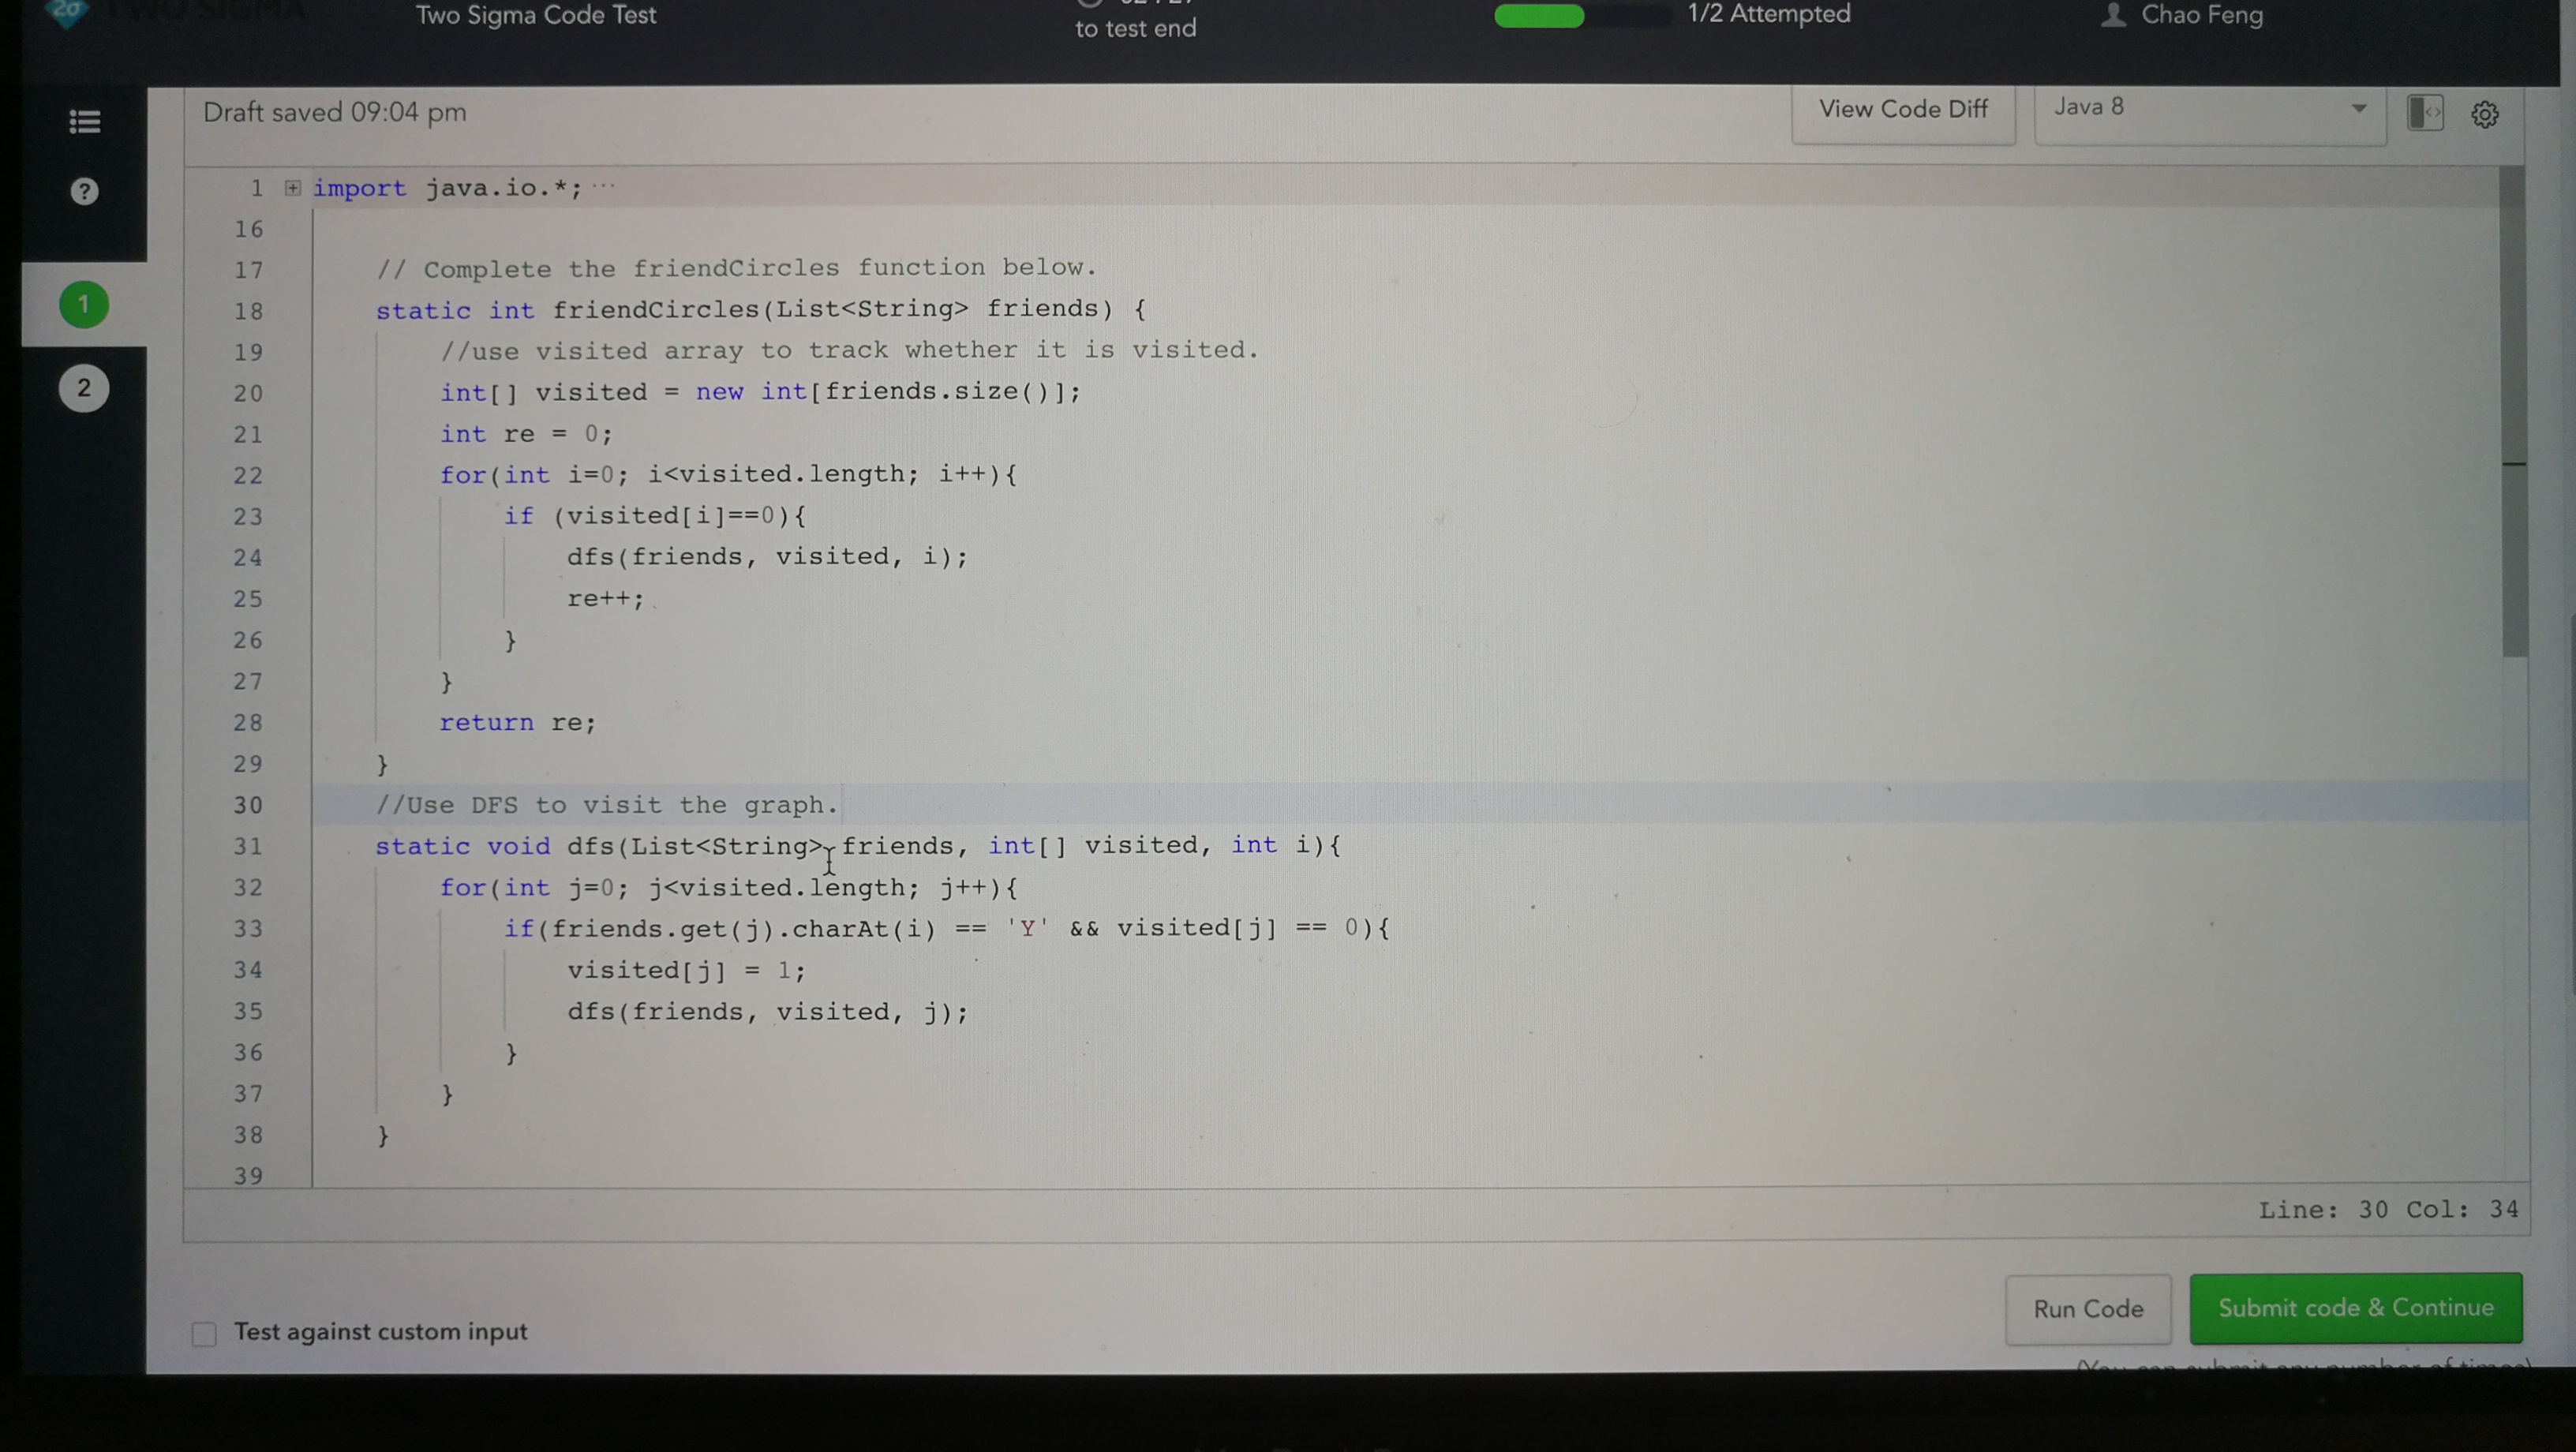 TWO SIGMA
Two Sigma Code Test
to test end
1/2 Attempted
Chao Feng
Draft saved 09:04 pm
View Code Diff
Java 8
1 import java.io.*; ...
16
17 // Complete the friendCircles function below.
18 static int friendCircles(List<String> friends) {
19 //use visited array to track whether it is visited.
20 int[] visited = new int[friends.size()];
21 int re = 0;
22 for(int i=0; i<visited.length; i++){
23 if (visited[i]==0){
24 dfs(friends, visited, i);
25 re++;
26 }
27 }
28 return re;
29 }
30 //Use DFS to visit the graph.
31 static void dfs(List<String> friends, int[] visited, int i){
32 for(int j=0; j<visited.length; j++){
33 if(friends.get(j).charAt(i) == 'Y' && visited[j] == 0){
34 visited[j] = 1;
35 dfs(friends, visited, j);
36 }
37 }
38 }
39
?
1
2
Line: 30 Col: 34
Test against custom input
Run Code
Submit code & Continue
(You can submit any number of times)